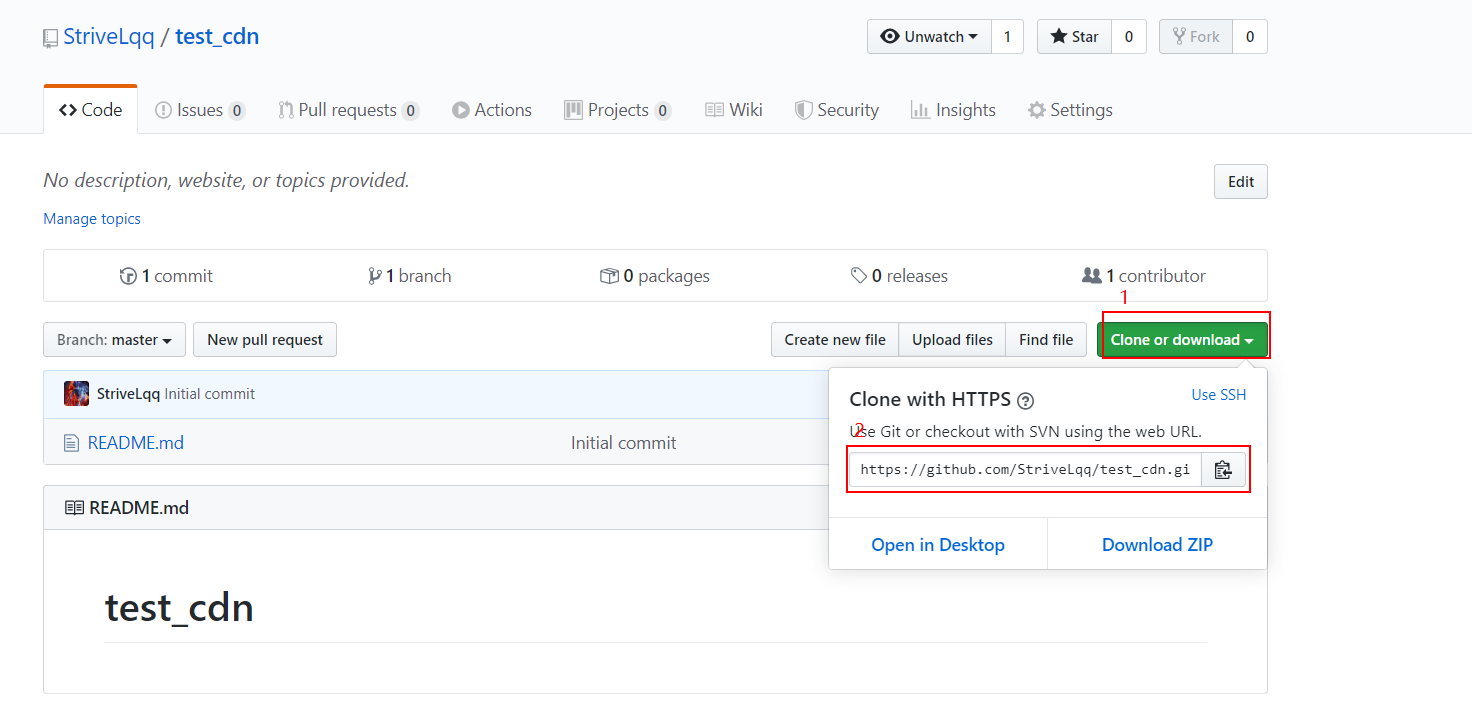 StriveLqq / test_cdn
Unwatch 1 Star 0 Fork 0
Code Issues 0 Pull requests 0 Actions Projects 0 Wiki Security Insights Settings
No description, website, or topics provided.
Edit
Manage topics
1 commit 1 branch 0 packages 0 releases 1 contributor
1
Branch: master New pull request Create new file Upload files Find file Clone or download
StriveLqq Initial commit
README.md Initial commit
Clone with HTTPS ? Use SSH
2
Use Git or checkout with SVN using the web URL.
https://github.com/StriveLqq/test_cdn.gi
Open in Desktop Download ZIP
README.md
test_cdn